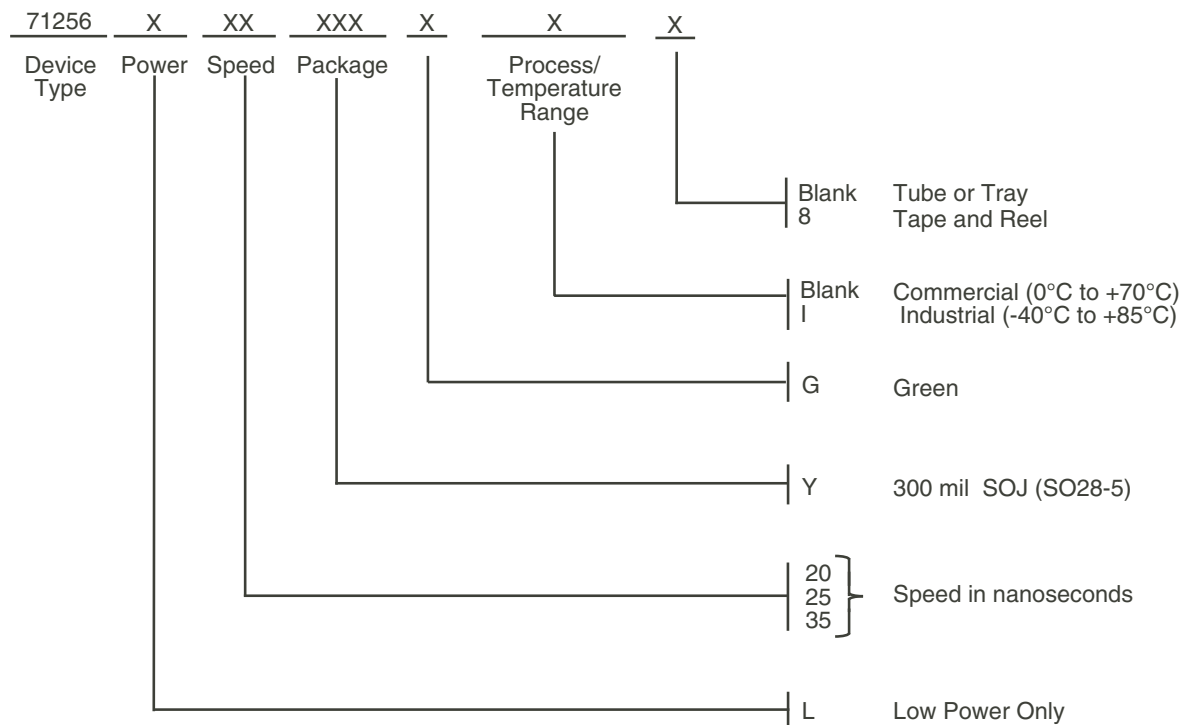 71256 X XX XXX X X X
Device Type
Power
Speed
Package
Process/
Temperature
Range
Blank Tube or Tray
8 Tape and Reel
Blank Commercial (0°C to +70°C)
I Industrial (-40°C to +85°C)
G Green
Y 300 mil SOJ (SO28-5)
20
25 Speed in nanoseconds
35
L Low Power Only